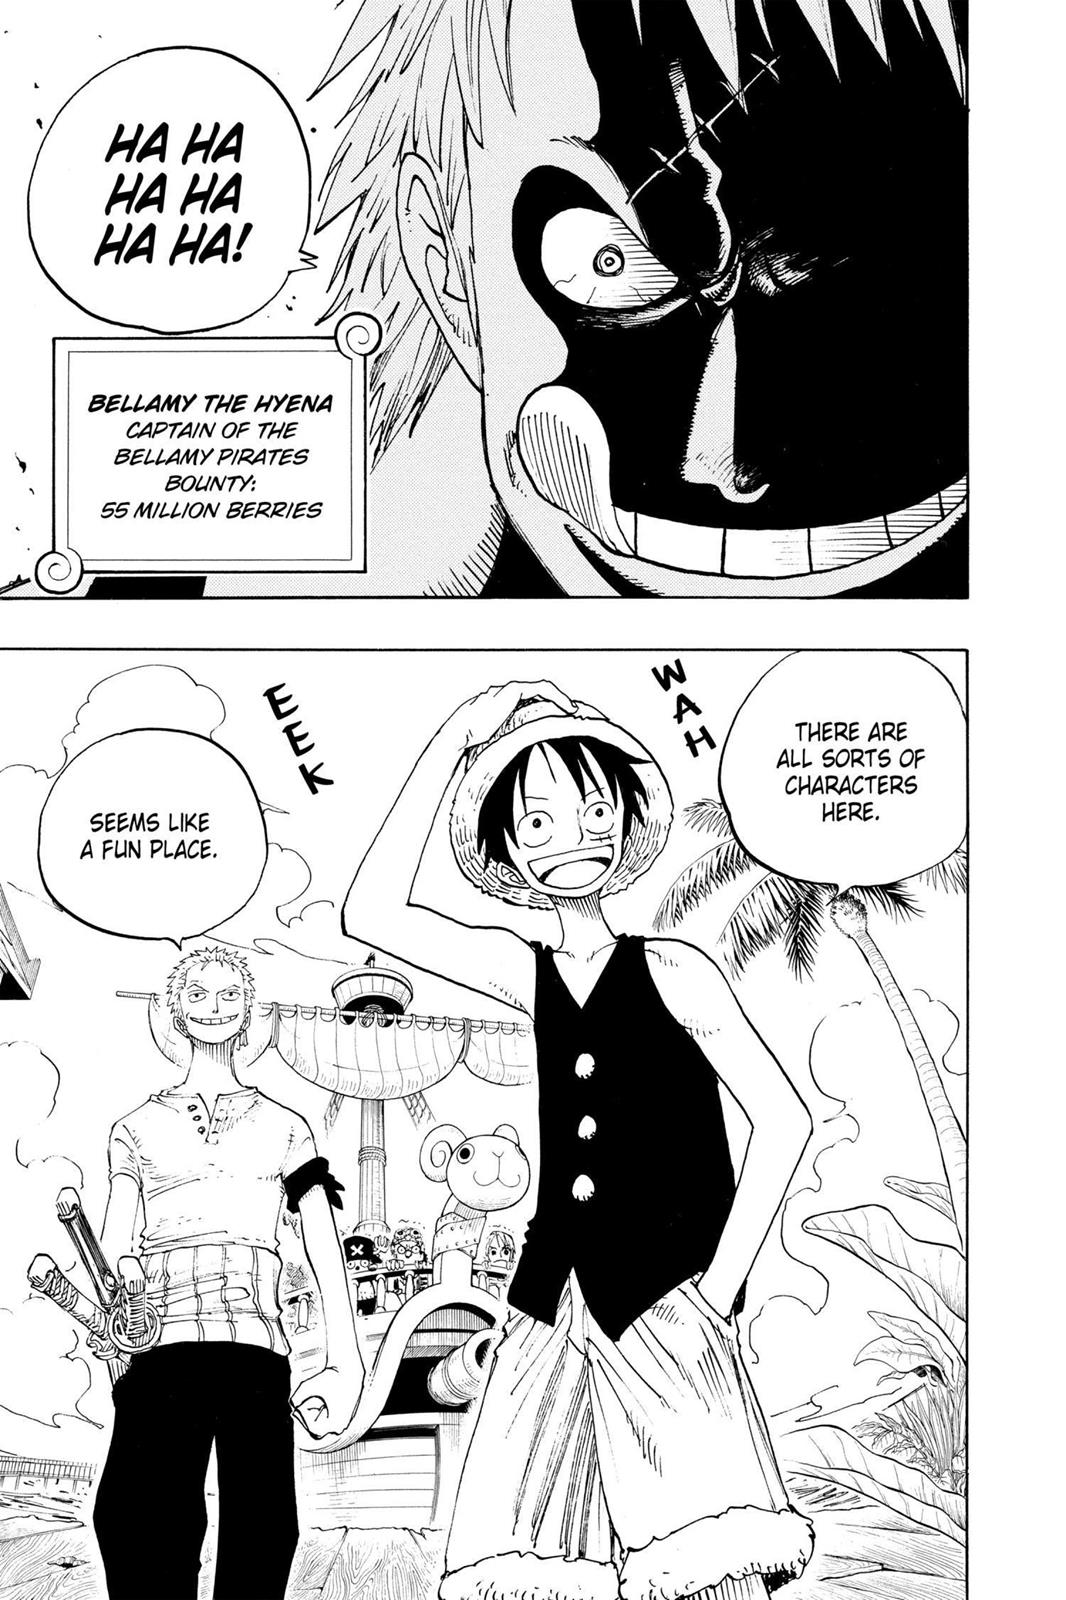 HA HA
HA HA
HA HA!
BELLAMY THE HYENA
CAPTAIN OF THE
BELLAMY PIRATES
BOUNTY:
55 MILLION BERRIES
THERE ARE
ALL SORTS OF
CHARACTERS
HERE.
WAH
EEK
SEEMS LIKE
A FUN PLACE.